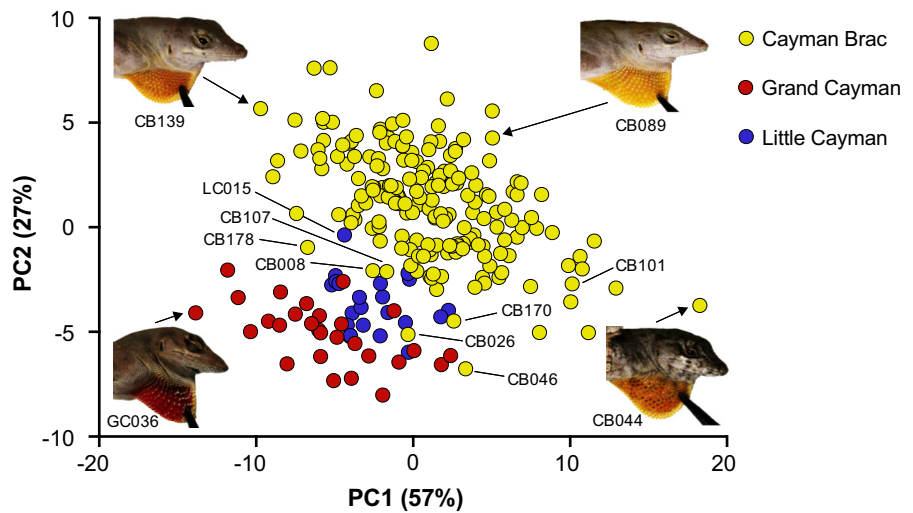 10
5
0
-5
-10
-20
-10
0
10
20
PC2 (27%)
PC1 (57%)
CB139
CB089
LC015
CB107
CB178
CB008
CB101
CB170
CB026
CB046
GC036
CB044
Cayman Brac
Grand Cayman
Little Cayman